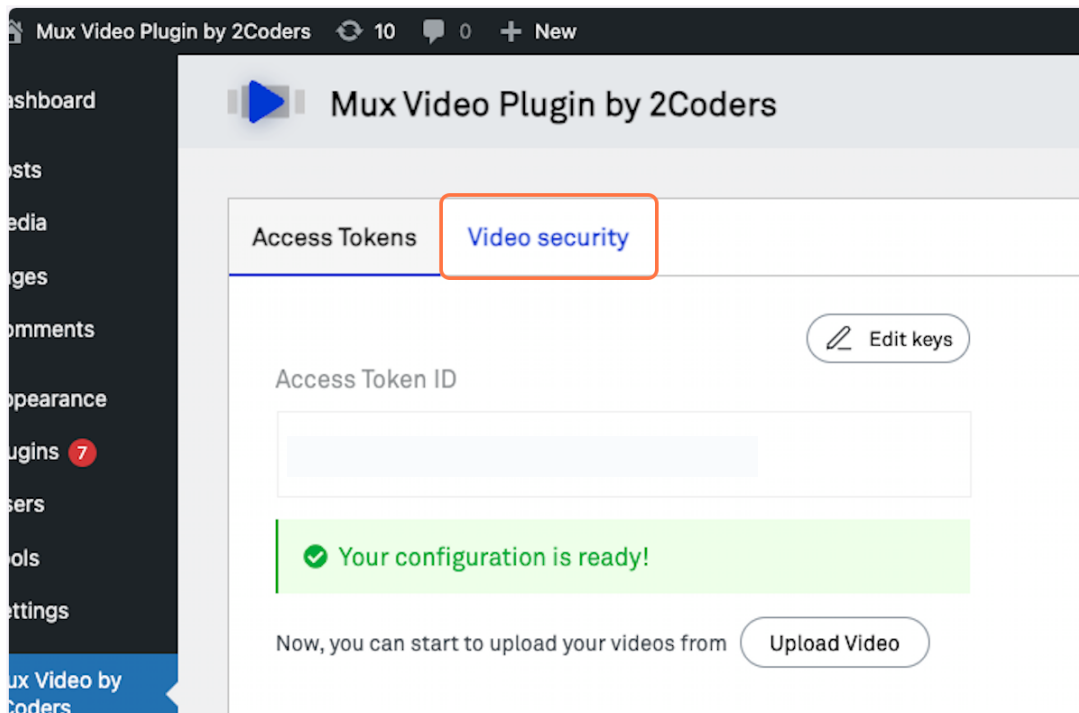 Mux Video Plugin by 2Coders 10 0 New
ashboard
Mux Video Plugin by 2Coders
osts
edia
Access Tokens Video security
ges
omments
Edit keys
Access Token ID
ppearance
ugins 7
sers
Your configuration is ready!
ols
ettings
Now, you can start to upload your videos from Upload Video
ux Video by
Coders